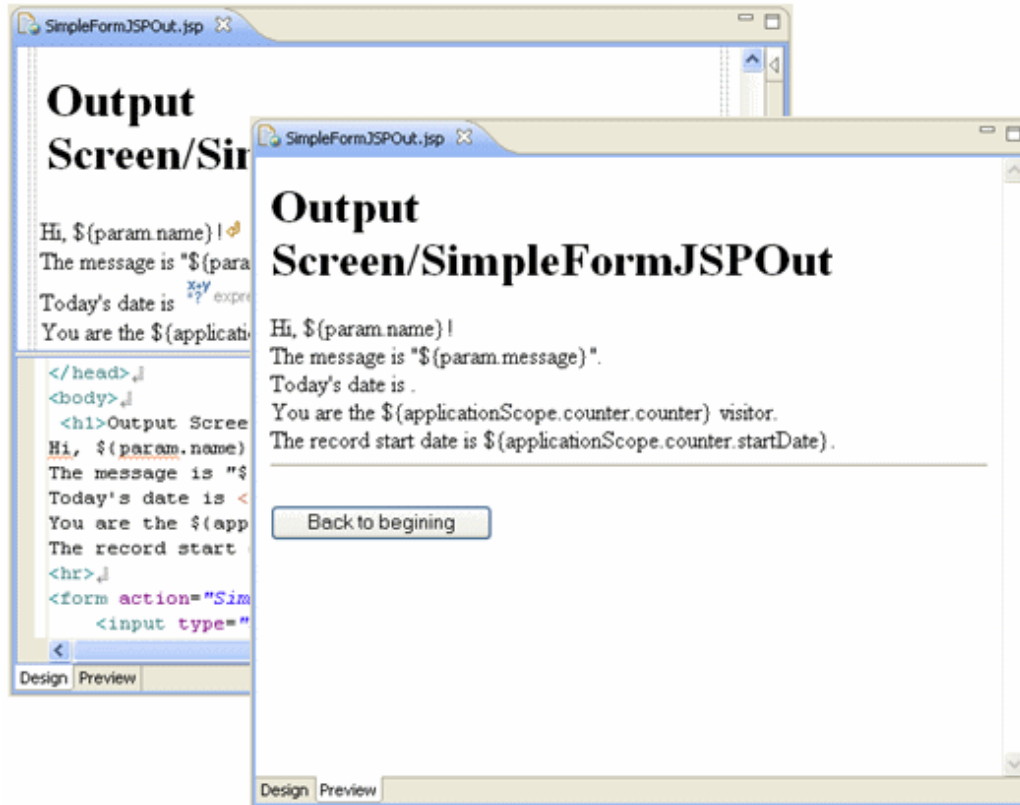 SimpleFormJSPOut.jsp
Output
Screen/Sim
Hi, ${param.name}!
The message is "${para
Today's date is x+y *? expre
You are the ${applicati
</head>
<body>
<h1>Output Scree
Hi, ${param.name}
The message is "$
Today's date is <
You are the ${app
The record start
<hr>
<form action="Sim
<input type="
Design Preview
SimpleFormJSPOut.jsp
Output
Screen/SimpleFormJSPOut
Hi, ${param.name}!
The message is "${param.message}".
Today's date is .
You are the ${applicationScope.counter.counter} visitor.
The record start date is ${applicationScope.counter.startDate}.
Back to begining
Design Preview